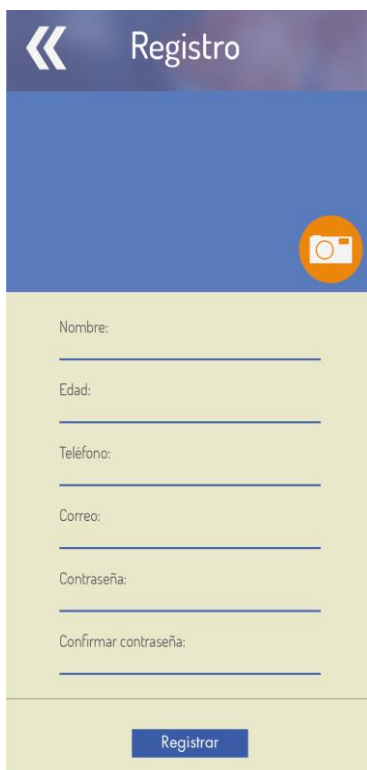 Registro
Nombre:
Edad:
Teléfono:
Correo:
Contraseña:
Confirmar contraseña:
Registrar